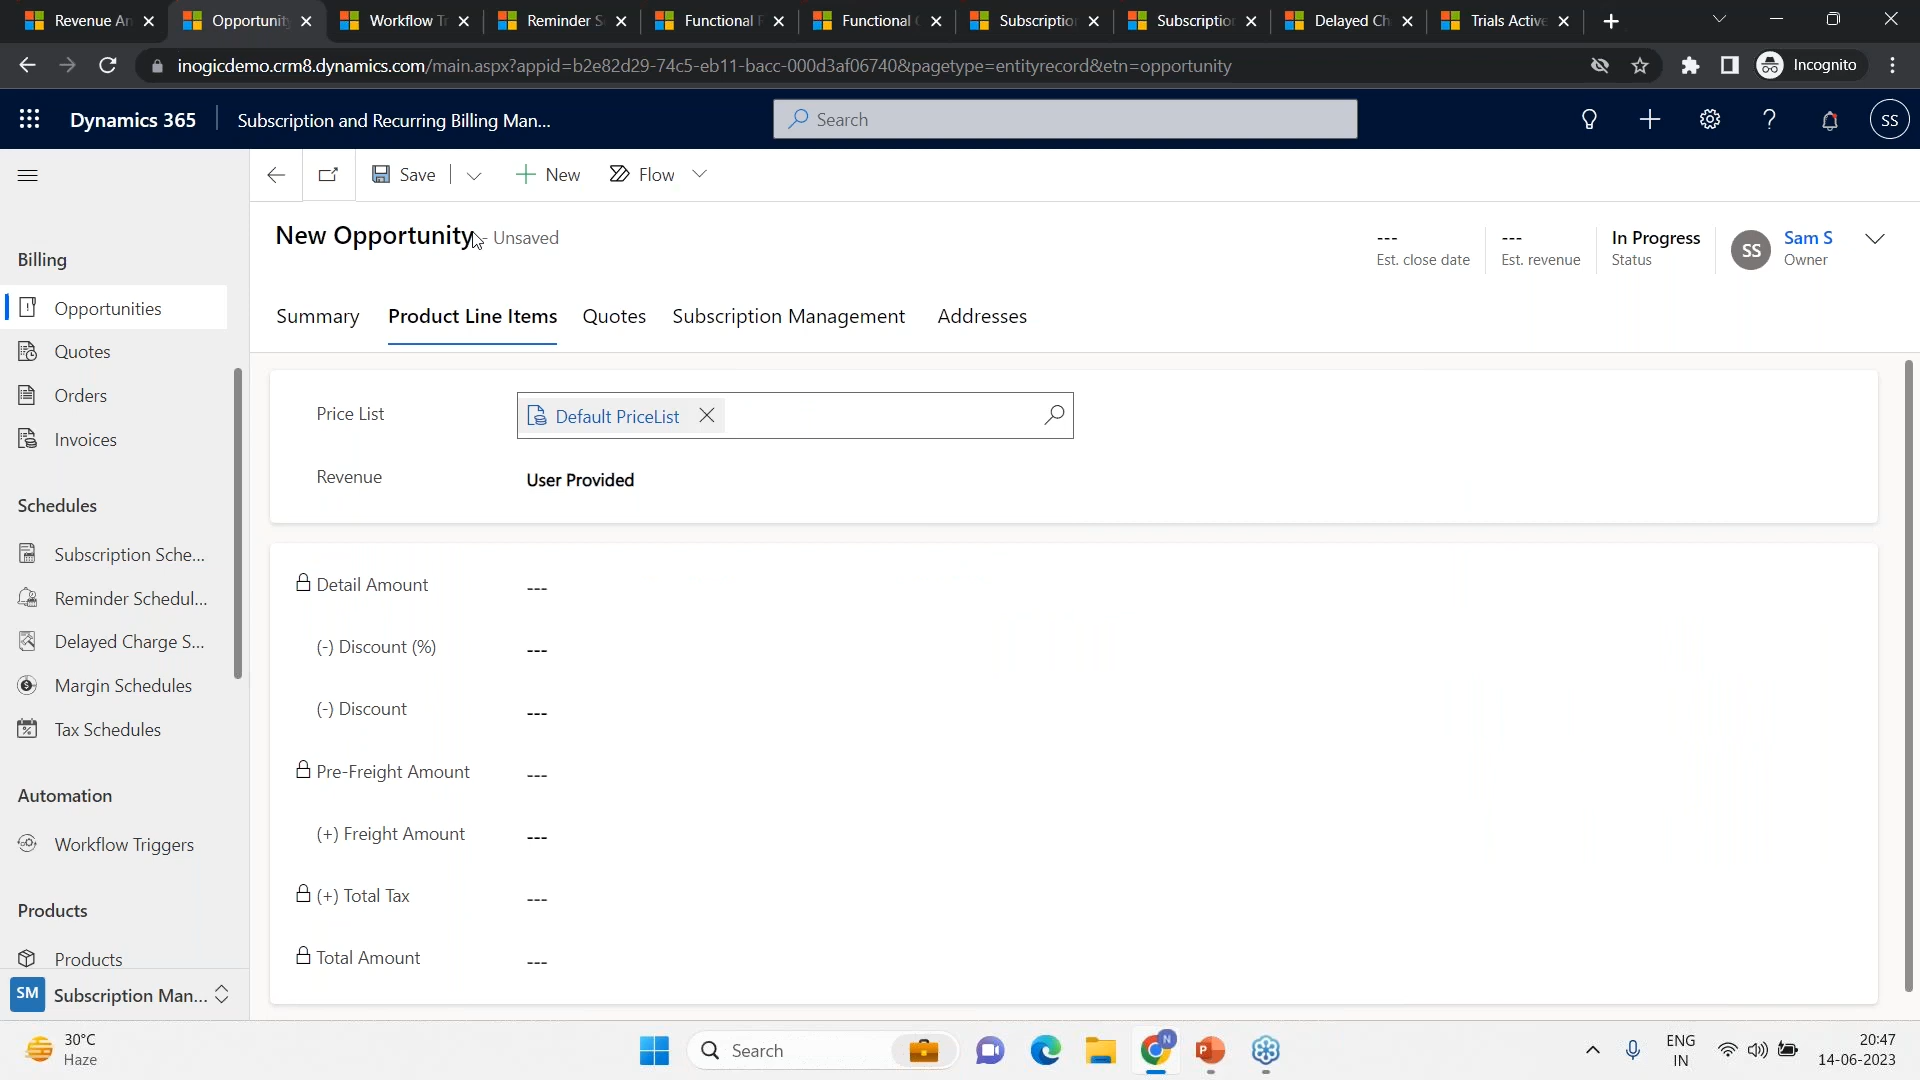 Revenue An
Opportunity
Workflow Tr
Reminder S
Functional F
Functional
Subscription
Subscription
Delayed Ch
Trials Active
inogicdemo.crm8.dynamics.com/main.aspx?appid=b2e82d29-74c5-eb11-bacc-000d3af06740&pagetype=entityrecord&etn=opportunity
Incognito
Dynamics 365
Subscription and Recurring Billing Man...
Search
SS
Save
New
Flow
New Opportunity - Unsaved
---
Est. close date
---
Est. revenue
In Progress
Status
SS
Sam S
Owner
Summary
Product Line Items
Quotes
Subscription Management
Addresses
Billing
Opportunities
Quotes
Orders
Invoices
Schedules
Subscription Sche...
Reminder Schedul...
Delayed Charge S...
Margin Schedules
Tax Schedules
Automation
Workflow Triggers
Products
Products
SM
Subscription Man...
Price List
Default PriceList
Revenue
User Provided
Detail Amount
---
(-) Discount (%)
---
(-) Discount
---
Pre-Freight Amount
---
(+) Freight Amount
---
(+) Total Tax
---
Total Amount
---
30°C
Haze
Search
N
ENG
IN
20:47
14-06-2023